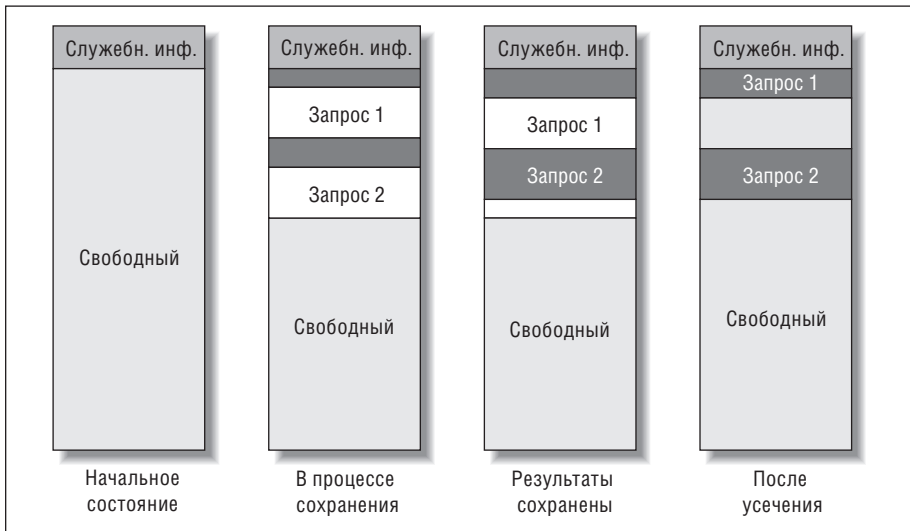 Служебн. инф.
Свободный
Начальное
состояние
Служебн. инф.
Запрос 1
Запрос 2
Свободный
В процессе
сохранения
Служебн. инф.
Запрос 1
Запрос 2
Свободный
Результаты
сохранены
Служебн. инф.
Запрос 1
Запрос 2
Свободный
После
усечения